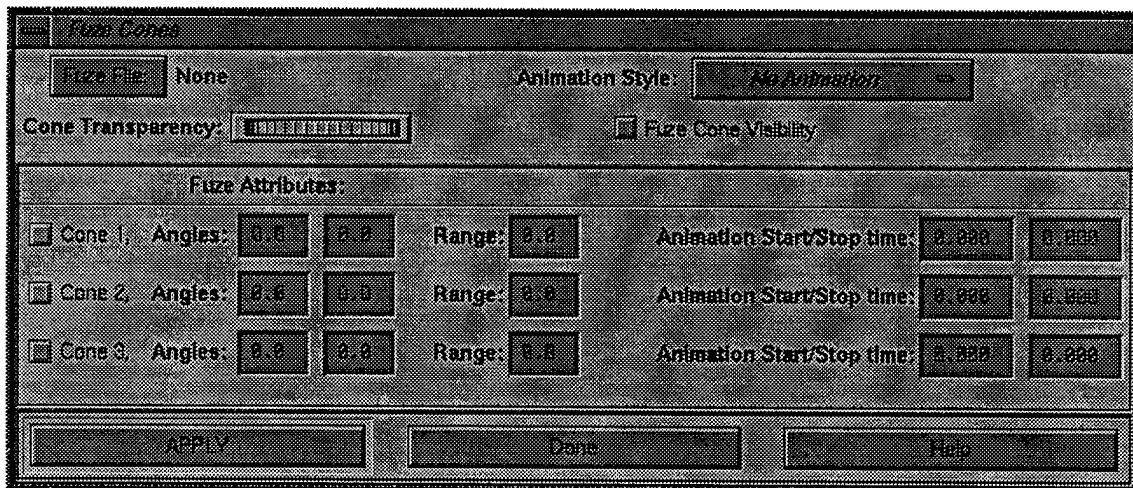 Fuze Cones
Fuze File: None Animation Style: No Animation
Cone Transparency: Fuze Cone Visibility
Fuze Attributes:
Cone 1, Angles: 0.0 0.0 Range: 0.0 Animation Start/Stop time: 0.000 0.000
Cone 2, Angles: 0.0 0.0 Range: 0.0 Animation Start/Stop time: 0.000 0.000
Cone 3, Angles: 0.0 0.0 Range: 0.0 Animation Start/Stop time: 0.000 0.000
APPLY Done Help